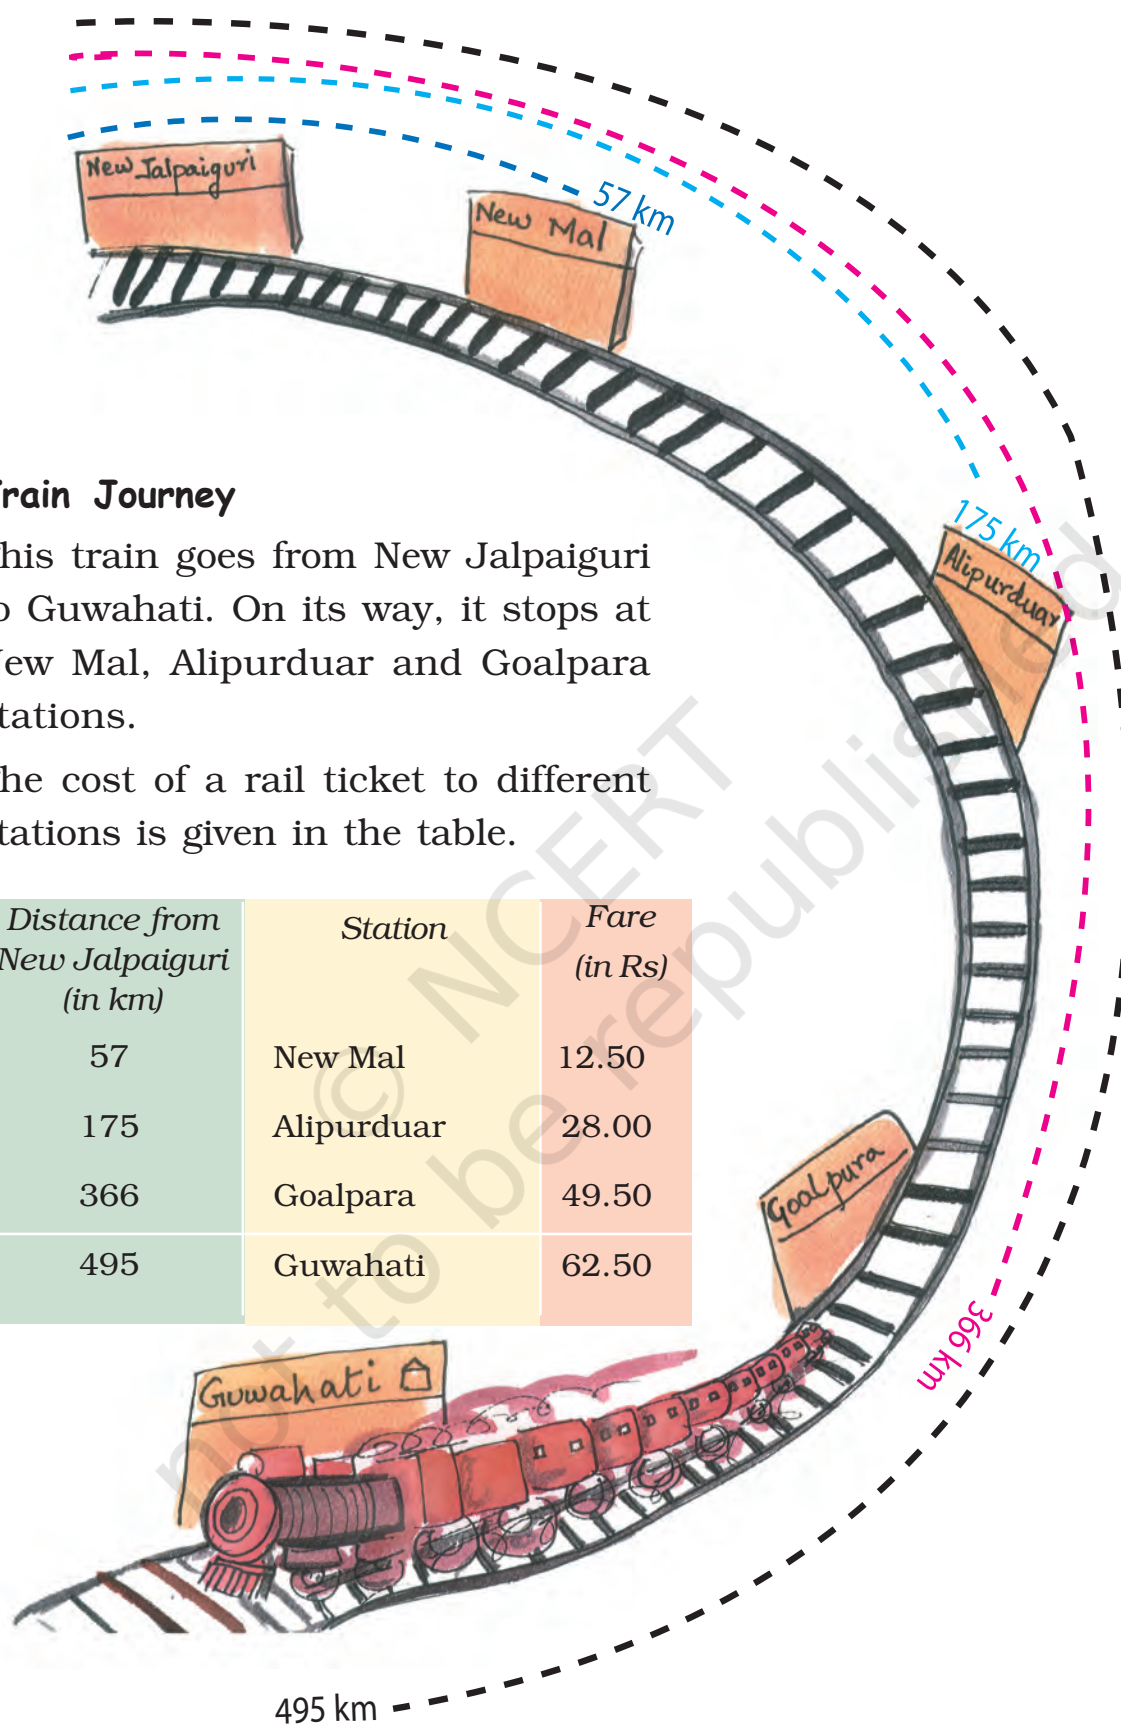 New Jalpaiguri
57 km
New Mal
rain Journey
his train goes from New Jalpaiguri
o Guwahati. On its way, it stops at
New Mal, Alipurduar and Goalpara
tations.
he cost of a rail ticket to different
tations is given in the table.
175 km
Alipurduar
Distance from New Jalpaiguri (in km) Station Fare (in Rs)
57 New Mal 12.50
175 Alipurduar 28.00
366 Goalpara 49.50
495 Guwahati 62.50
Goalpura
366 km
Guwahati
495 km
© NCERT
not to be republished